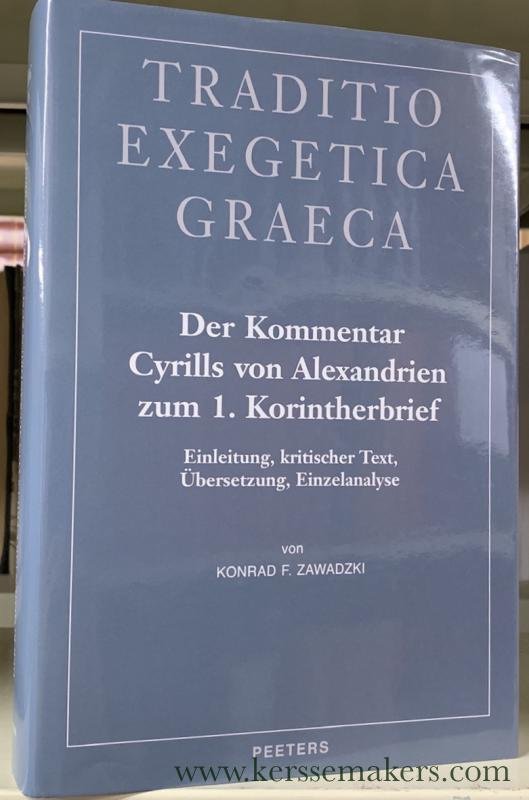 TRADITIO
EXEGETICA
GRAECA
Der Kommentar
Cyrills von Alexandrien
zum 1. Korintherbrief
Einleitung, kritischer Text,
Übersetzung, Einzelanalyse
von
KONRAD F. ZAWADZKI
PEETERS
www.kerssemakers.com